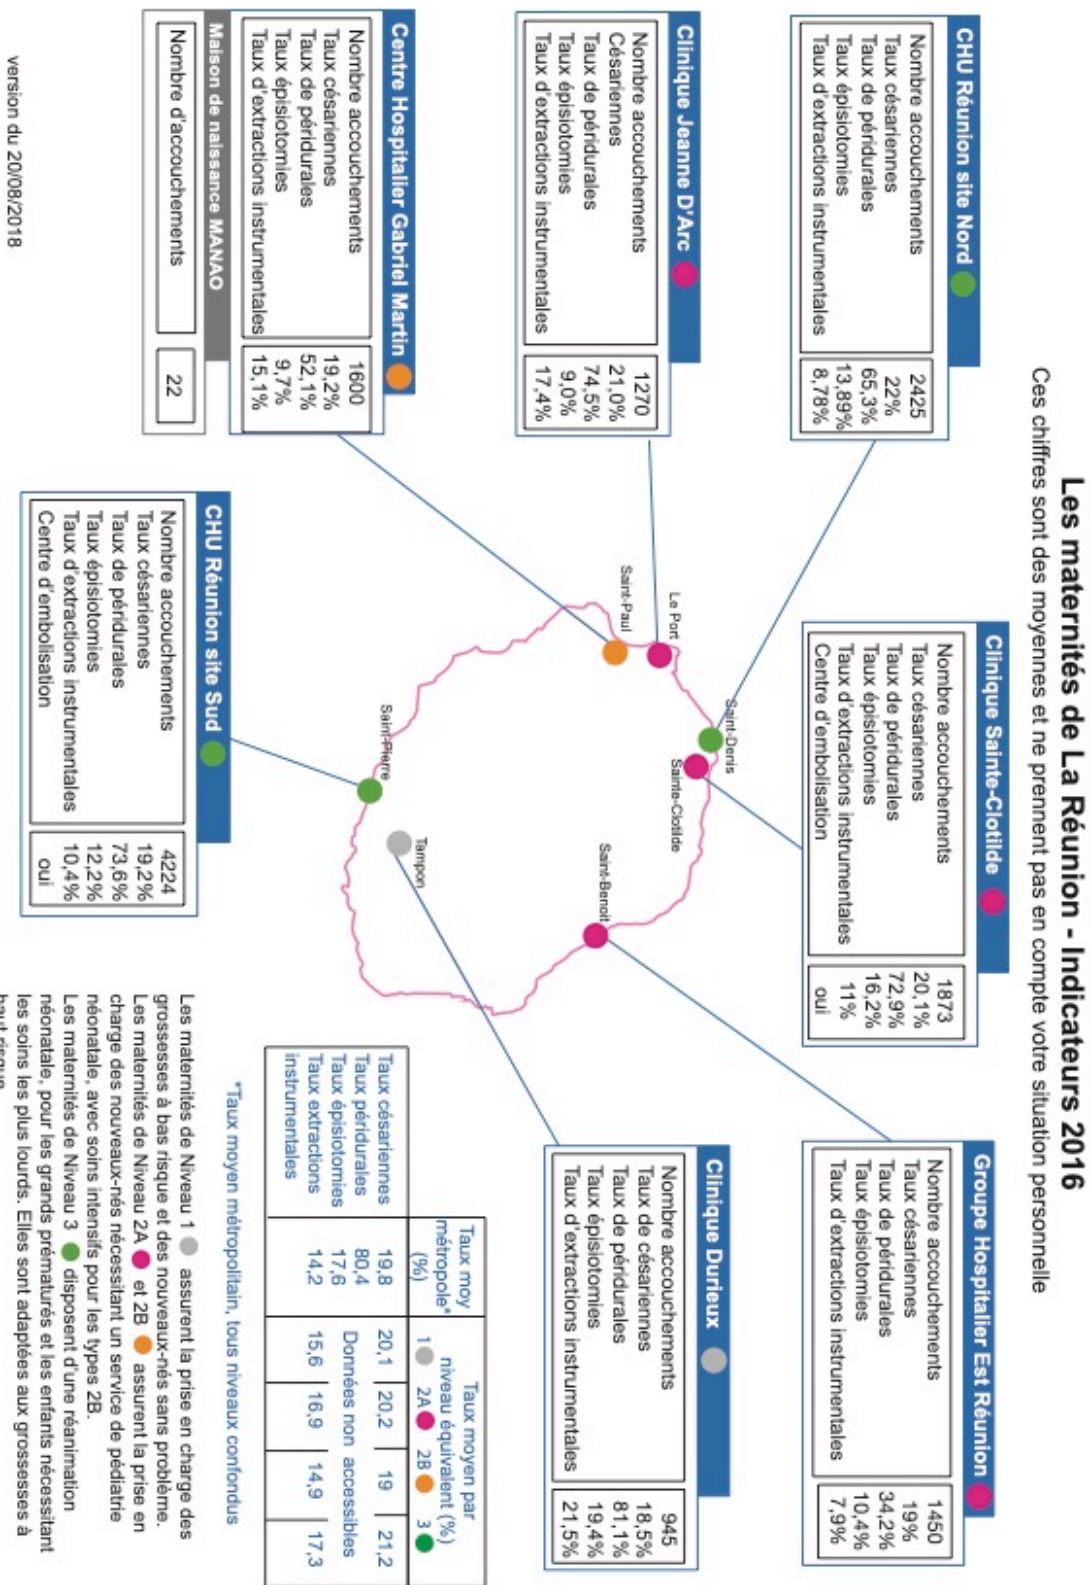 Les maternités de La Réunion - Indicateurs 2016
Ces chiffres sont des moyennes et ne prennent pas en compte votre situation personnelle
CHU Réunion site Nord
Nombre accouchements 2425
Taux césariennes 22%
Taux de péridurales 65,3%
Taux épisiotomies 13,89%
Taux d'extractions instrumentales 8,78%
Clinique Sainte-Clotilde
Nombre accouchements 1873
Taux césariennes 20,1%
Taux de péridurales 72,9%
Taux épisiotomies 16,2%
Taux d'extractions instrumentales 11%
Centre d'embolisation oui
Groupe Hospitalier Est Réunion
Nombre accouchements 1450
Taux césariennes 19%
Taux de péridurales 34,2%
Taux épisiotomies 10,4%
Taux d'extractions instrumentales 7,9%
Clinique Jeanne D'Arc
Nombre accouchements 1270
Césariennes 21,0%
Taux de péridurales 74,5%
Taux épisiotomies 9,0%
Taux d'extractions instrumentales 17,4%
Saint-Denis
Sainte-Clotilde
Le Port
Saint-Paul
Saint-Benoit
Saint-Pierre
Tampon
Clinique Durieux
Nombre accouchements 945
Taux de césariennes 18,5%
Taux de péridurales 81,1%
Taux épisiotomies 19,4%
Taux d'extractions instrumentales 21,5%
Centre Hospitalier Gabriel Martin
Nombre accouchements 1600
Taux césariennes 19,2%
Taux de péridurales 52,1%
Taux épisiotomies 9,7%
Taux d'extractions instrumentales 15,1%
Maison de naissance MANAO
Nombre d'accouchements 22
CHU Réunion site Sud
Nombre accouchements 4224
Taux césariennes 19,2%
Taux de péridurales 73,6%
Taux épisiotomies 12,2%
Taux d'extractions instrumentales 10,4%
Centre d'embolisation oui
Taux moy
métropole*
(%)
Taux moyen par
niveau équivalent (%)
1 2A 2B 3
Taux césariennes 19,8 20,1 20,2 19 21,2
Taux péridurales 80,4 Données non accessibles
Taux épisiotomies 17,6
Taux extractions
instrumentales 14,2 15,6 16,9 14,9 17,3
*Taux moyen métropolitain, tous niveaux confondus
Les maternités de Niveau 1 assurent la prise en charge des
grossesses à bas risque et des nouveaux-nés sans problème.
Les maternités de Niveau 2A et 2B assurent la prise en
charge des nouveaux-nés nécessitant un service de pédiatrie
néonatale, avec soins intensifs pour les types 2B.
Les maternités de Niveau 3 disposent d'une réanimation
néonatale, pour les grands prématurés et les enfants nécessitant
les soins les plus lourds. Elles sont adaptées aux grossesses à
haut risque
version du 20/08/2018